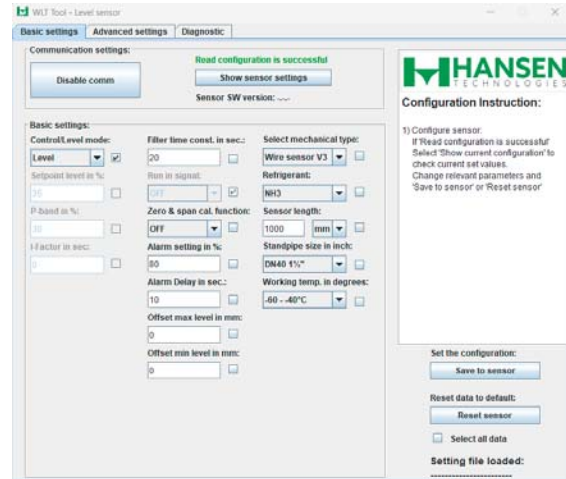 WLT Tool - Level sensor
Basic settings
Advanced settings
Diagnostic
Communication settings:
Disable comm
Read configuration is successful
Show sensor settings
Sensor SW version: -.-
HANSEN
TECHNOLOGIES
Configuration Instruction:
1) Configure sensor:
If 'Read configuration is successful'
Select 'Show current configuration' to
check current set values.
Change relevant parameters and
'Save to sensor' or 'Reset sensor'
Basic settings:
Control/Level mode:
Level
Setpoint level in %:
35
P-band in %:
30
I-Factor in sec:
0
Filler time const. in sec.:
20
Run in signal:
OFF
Zero & span cal. function:
OFF
Alarm setting in %:
80
Alarm Delay in sec.:
10
Offset max level in mm:
0
Offset min level in mm:
0
Select mechanical type:
Wire sensor V3
Refrigerant:
NH3
Sensor length:
1000 mm
Standpipe size in inch:
DN40 1½"
Working temp. in degrees:
-60 - -40°C
Set the configuration:
Save to sensor
Reset data to default:
Reset sensor
Select all data
Setting file loaded:
-----------------------